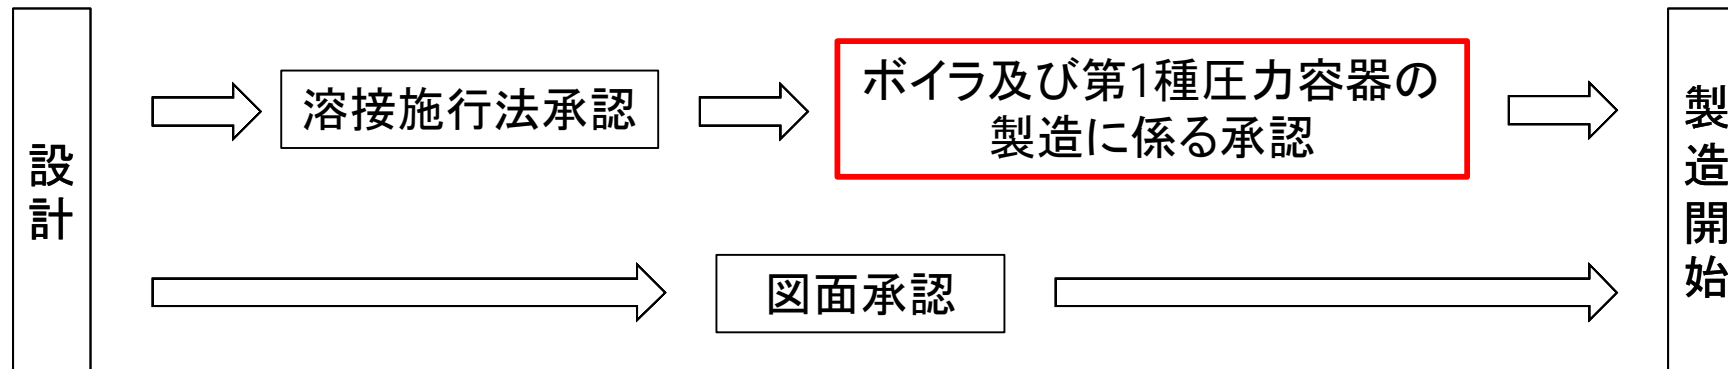 設計
溶接施行法承認
ボイラ及び第1種圧力容器の
製造に係る承認
図面承認
製造開始